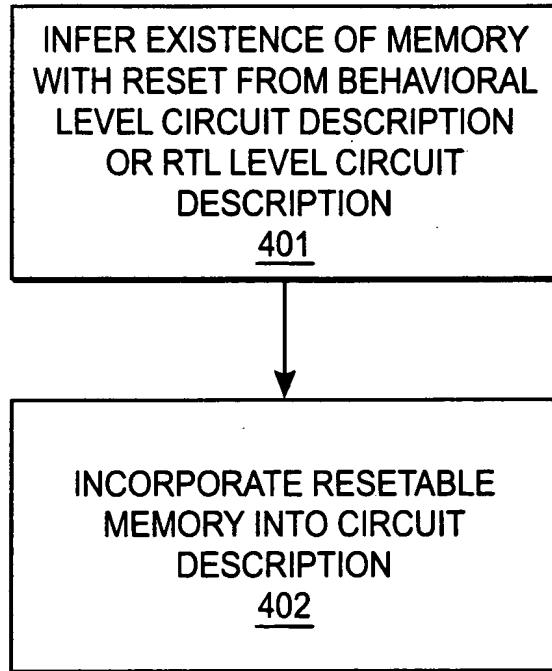 INFER EXISTENCE OF MEMORY
WITH RESET FROM BEHAVIORAL
LEVEL CIRCUIT DESCRIPTION
OR RTL LEVEL CIRCUIT
DESCRIPTION
401
INCORPORATE RESETABLE
MEMORY INTO CIRCUIT
DESCRIPTION
402